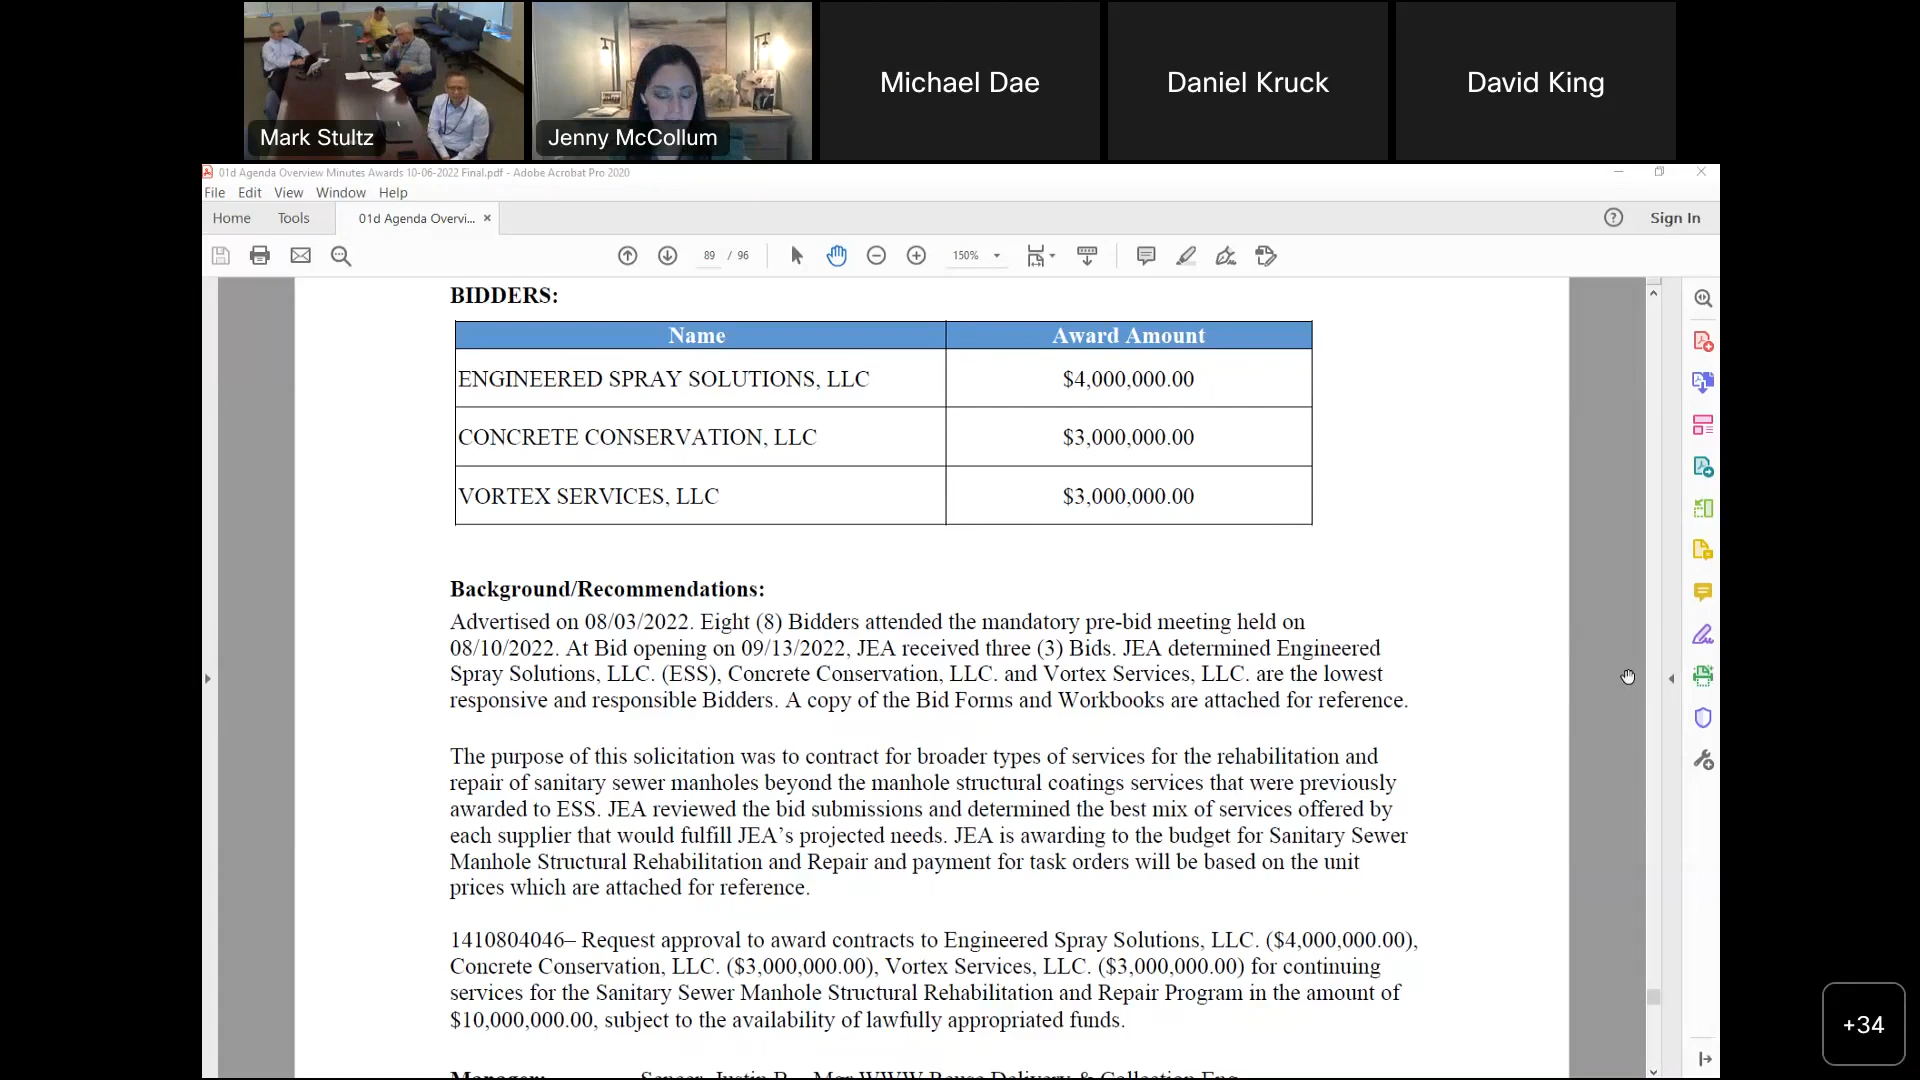 Mark Stultz
Jenny McCollum
Michael Dae
Daniel Kruck
David King
01d Agenda Overview Minutes Awards 10-06-2022 Final.pdf - Adobe Acrobat Pro 2020
File Edit View Window Help
Home Tools 01d Agenda Overvi... × Sign In
89 / 96 150%
BIDDERS:
Name Award Amount
ENGINEERED SPRAY SOLUTIONS, LLC $4,000,000.00
CONCRETE CONSERVATION, LLC $3,000,000.00
VORTEX SERVICES, LLC $3,000,000.00
Background/Recommendations:
Advertised on 08/03/2022. Eight (8) Bidders attended the mandatory pre-bid meeting held on
08/10/2022. At Bid opening on 09/13/2022, JEA received three (3) Bids. JEA determined Engineered
Spray Solutions, LLC. (ESS), Concrete Conservation, LLC. and Vortex Services, LLC. are the lowest
responsive and responsible Bidders. A copy of the Bid Forms and Workbooks are attached for reference.
The purpose of this solicitation was to contract for broader types of services for the rehabilitation and
repair of sanitary sewer manholes beyond the manhole structural coatings services that were previously
awarded to ESS. JEA reviewed the bid submissions and determined the best mix of services offered by
each supplier that would fulfill JEA's projected needs. JEA is awarding to the budget for Sanitary Sewer
Manhole Structural Rehabilitation and Repair and payment for task orders will be based on the unit
prices which are attached for reference.
1410804046– Request approval to award contracts to Engineered Spray Solutions, LLC. ($4,000,000.00),
Concrete Conservation, LLC. ($3,000,000.00), Vortex Services, LLC. ($3,000,000.00) for continuing
services for the Sanitary Sewer Manhole Structural Rehabilitation and Repair Program in the amount of
$10,000,000.00, subject to the availability of lawfully appropriated funds.
+34